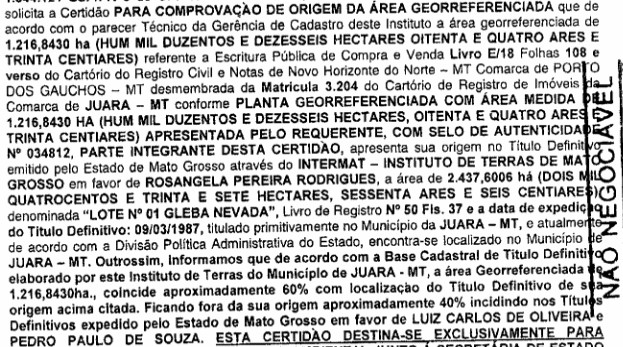 solicita a Certidão PARA COMPROVAÇÃO DE ORIGEM DA ÁREA GEORREFERENCIADA que de
acordo com o parecer Técnico da Gerência de Cadastro deste Instituto a área georreferenciada de
1.216,8430 ha (HUM MIL DUZENTOS E DEZESSEIS HECTARES OITENTA E QUATRO ARES E
TRINTA CENTIARES) referente a Escritura Pública de Compra e Venda Livro E/18 Folhas 108 e
verso do Cartório do Registro Civil e Notas de Novo Horizonte do Norte – MT Comarca de PORTO
DOS GAUCHOS – MT desmembrada da Matricula 3.204 do Cartório de Registro de Imóveis da
Comarca de JUARA – MT conforme PLANTA GEORREFERENCIADA COM ÁREA MEDIDA DE
1.216,8430 HA (HUM MIL DUZENTOS E DEZESSEIS HECTARES, OITENTA E QUATRO ARES E
TRINTA CENTIARES) APRESENTADA PELO REQUERENTE, COM SELO DE AUTENTICIDADE
Nº 034812, PARTE INTEGRANTE DESTA CERTIDÃO, apresenta sua origem no Título Definitivo
emitido pelo Estado de Mato Grosso através do INTERMAT – INSTITUTO DE TERRAS DE MATO
GROSSO em favor de ROSANGELA PEREIRA RODRIGUES, a área de 2.437,6006 há (DOIS MIL
QUATROCENTOS E TRINTA E SETE HECTARES, SESSENTA ARES E SEIS CENTIARES)
denominada "LOTE Nº 01 GLEBA NEVADA", Livro de Registro Nº 50 Fls. 37 e a data de expedição
do Titulo Definitivo: 09/03/1987, titulado primitivamente no Município da JUARA – MT, e atualmente
de acordo com a Divisão Política Administrativa do Estado, encontra-se localizado no Município de
JUARA – MT. Outrossim, Informamos que de acordo com a Base Cadastral de Titulo Definitivo
elaborado por este Instituto de Terras do Município de JUARA - MT, a área Georreferenciada de
1.216,8430ha., coincide aproximadamente 60% com localização do Titulo Definitivo de sua
origem acima citada. Ficando fora da sua origem aproximadamente 40% incidindo nos Títulos
Definitivos expedido pelo Estado de Mato Grosso em favor de LUIZ CARLOS DE OLIVEIRA e
PEDRO PAULO DE SOUZA. ESTA CERTIDÃO DESTINA-SE EXCLUSIVAMENTE PARA
NÃO NEGOCIÁVEL